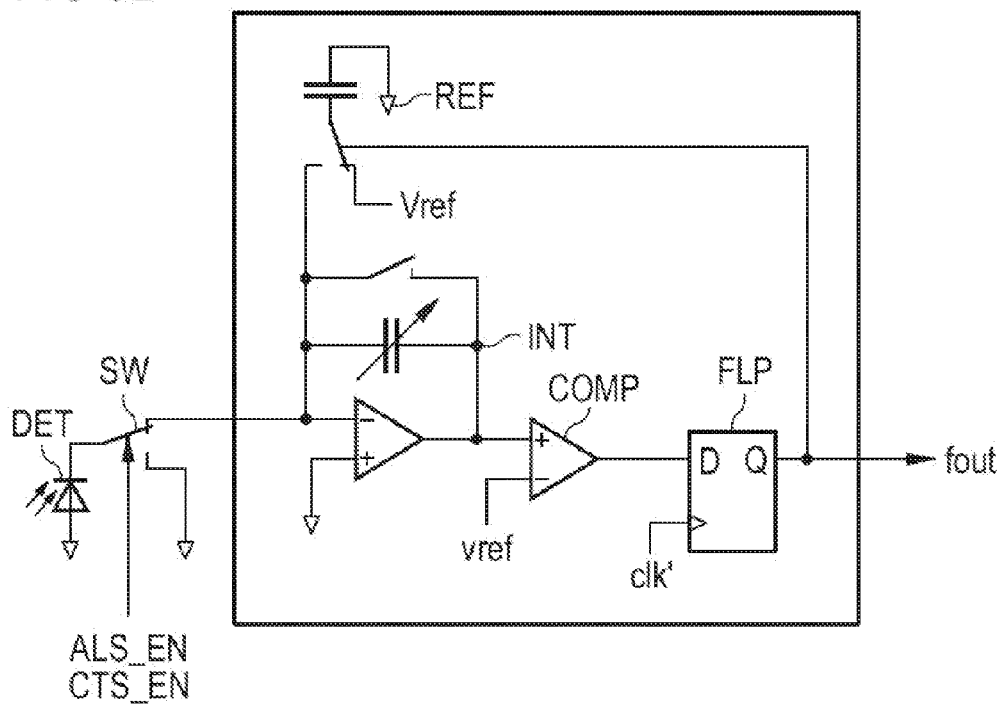 REF
Vref
INT
SW
COMP
FLP
DET
D Q
fout
vref
clk'
ALS_EN
CTS_EN